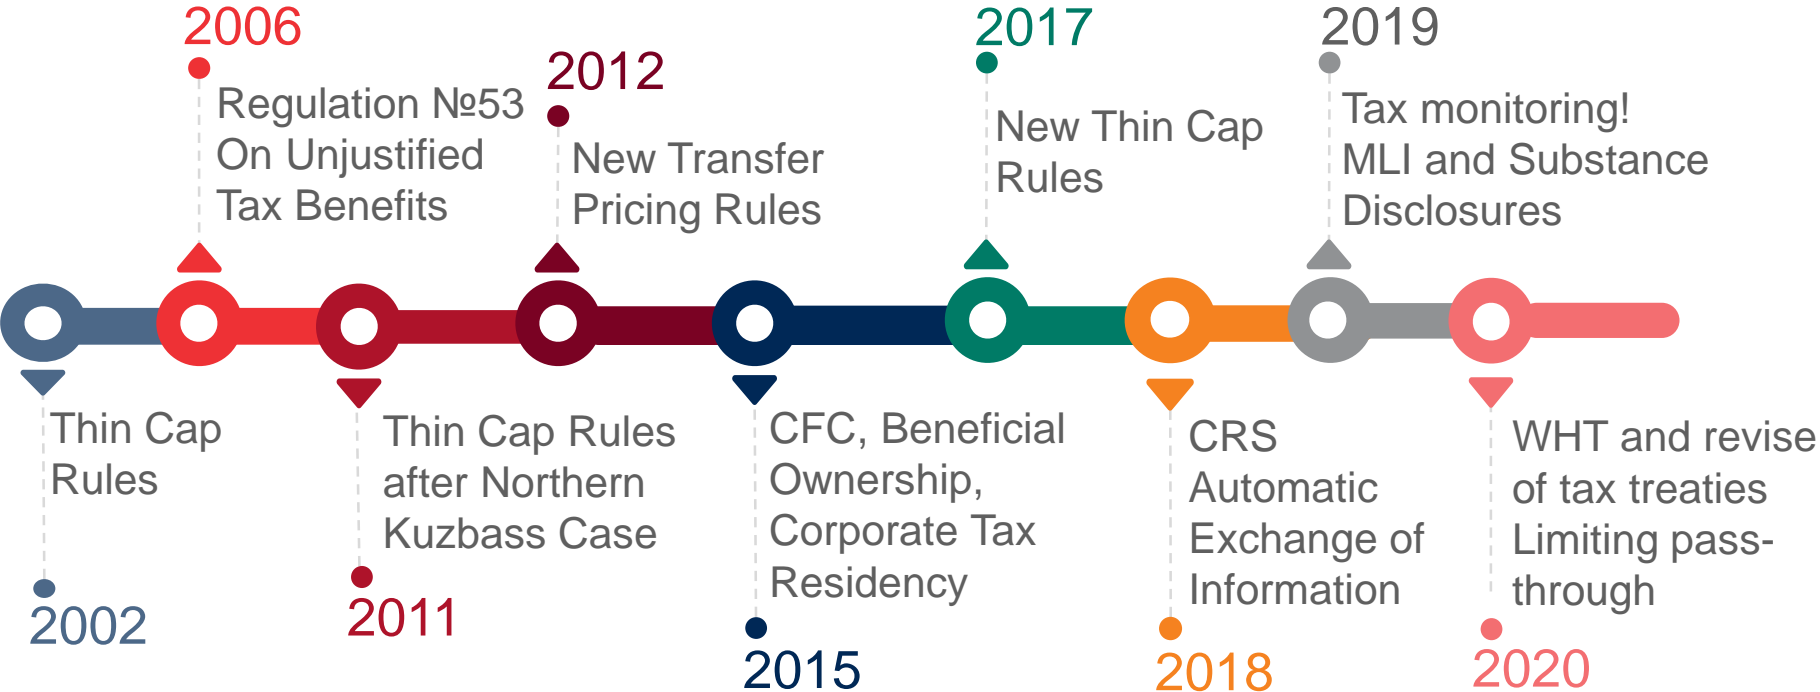 2006
Regulation №53
On Unjustified
Tax Benefits
2012
New Transfer
Pricing Rules
2017
New Thin Cap
Rules
2019
Tax monitoring!
MLI and Substance
Disclosures
Thin Cap
Rules
2002
Thin Cap Rules
after Northern
Kuzbass Case
2011
CFC, Beneficial
Ownership,
Corporate Tax
Residency
2015
CRS
Automatic
Exchange of
Information
2018
WHT and revise
of tax treaties
Limiting pass-
through
2020